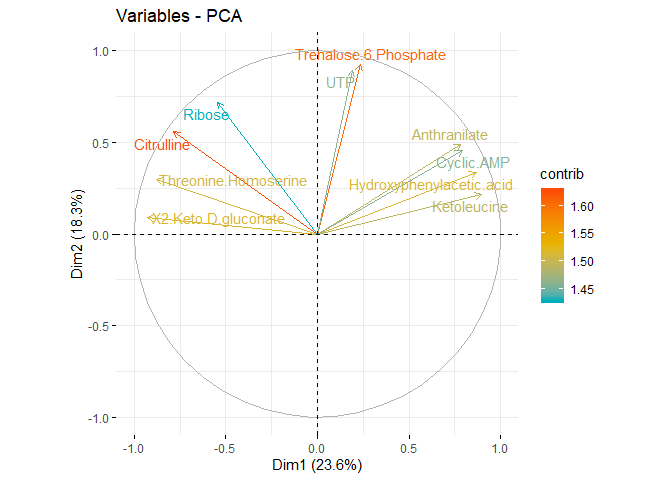 Variables - PCA
Trehalose.6.Phosphate
UTP
Ribose
Citrulline
Anthranilate
Cyclic.AMP
Threonine.Homoserine
Hydroxyphenylacetic.acid
Ketoleucine
X2.Keto.D.gluconate
1.0
0.5
0.0
-0.5
-1.0
Dim2 (18.3%)
-1.0
-0.5
0.0
0.5
1.0
Dim1 (23.6%)
contrib
1.60
1.55
1.50
1.45